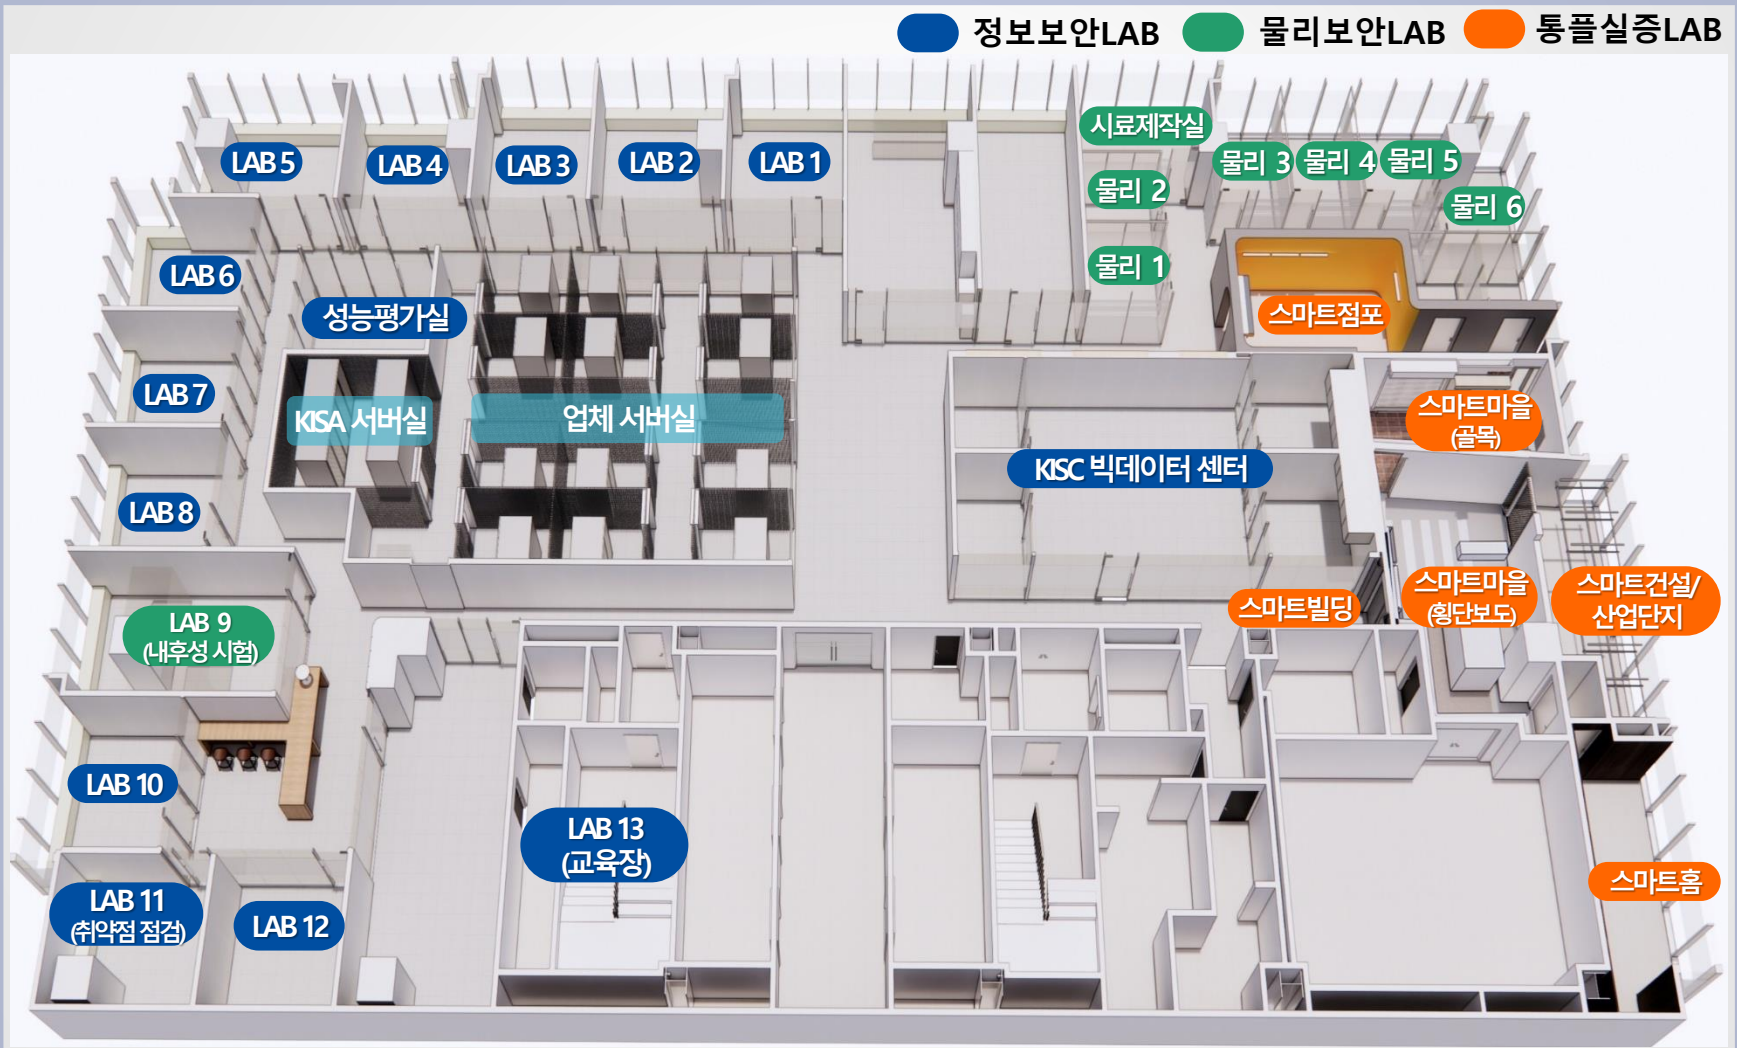 정보보안LAB
물리보안LAB
통플실증LAB
시료제작실
LAB 5
LAB 4
LAB 3
LAB 2
LAB 1
물리 3
물리 4
물리 5
물리 2
물리 6
LAB 6
물리 1
성능평가실
스마트점포
LAB 7
KISA 서버실
업체 서버실
스마트마을
(골목)
KISC 빅데이터 센터
LAB 8
스마트빌딩
스마트마을
(횡단보도)
스마트건설/
산업단지
LAB 9
(내후성 시험)
LAB 10
LAB 13
(교육장)
스마트홈
LAB 11
(취약점 점검)
LAB 12